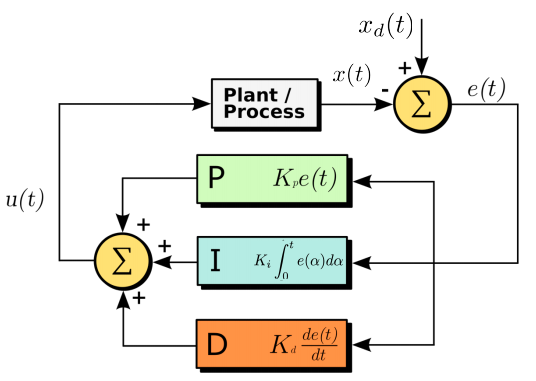 x_d(t)
+
x(t)
-
Σ
e(t)
Plant /
Process
P K_p e(t)
u(t)
+
+
Σ
I K_i ∫_0^t e(α)dα
+
D K_d de(t)/dt